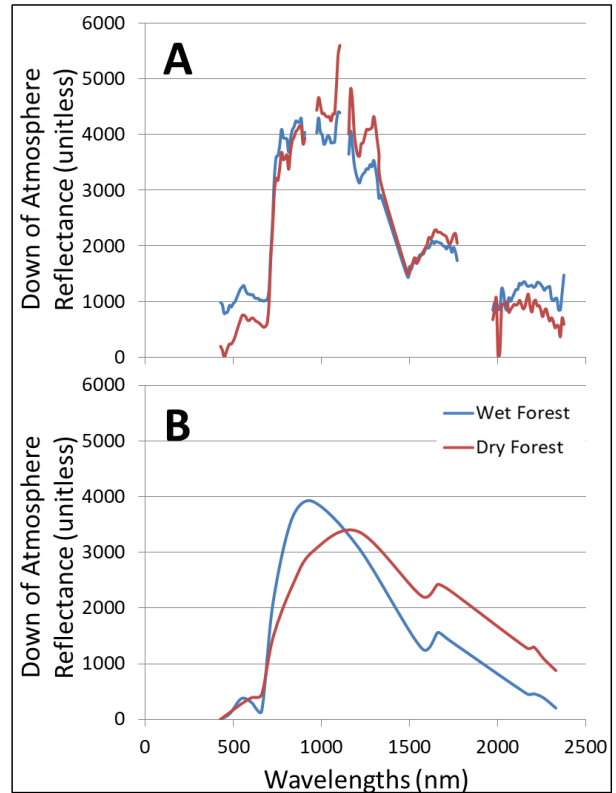 A
Down of Atmosphere
Reflectance (unitless)
6000
5000
4000
3000
2000
1000
0
B
Down of Atmosphere
Reflectance (unitless)
6000
5000
4000
3000
2000
1000
0
Wet Forest
Dry Forest
0 500 1000 1500 2000 2500
Wavelengths (nm)